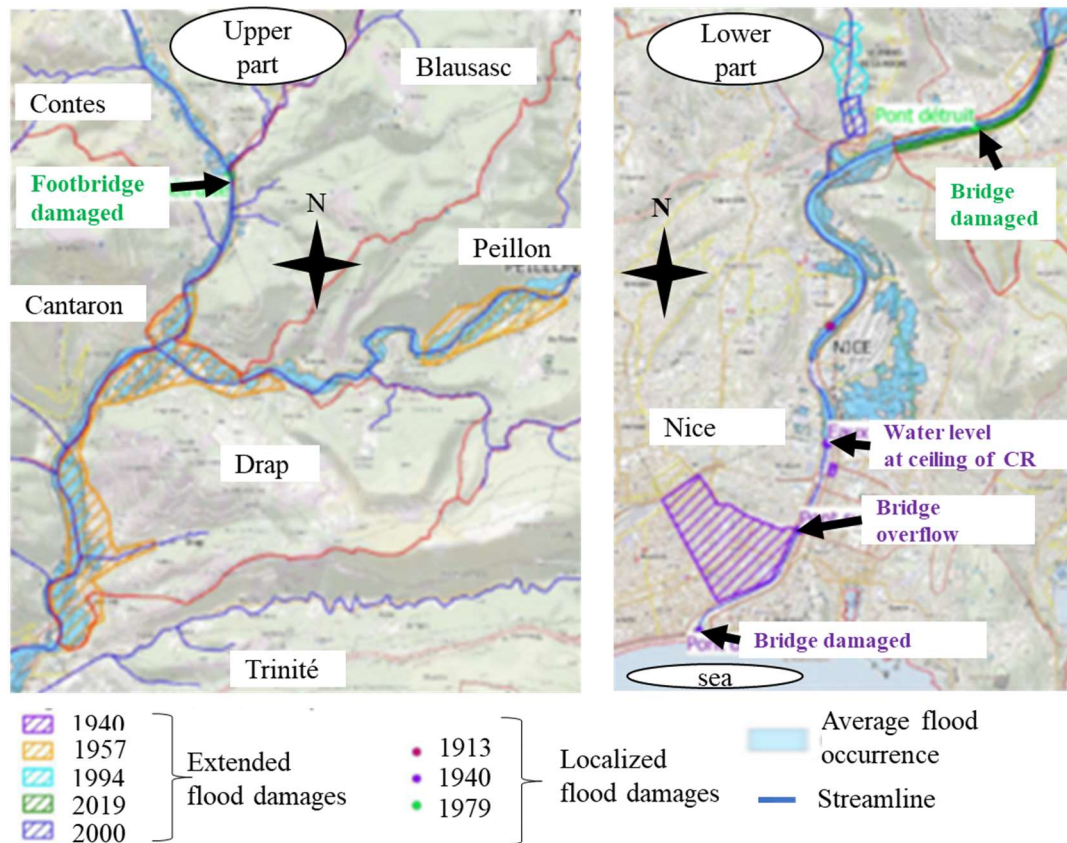 Upper
part
Blausasc
Contes
Footbridge
damaged
N
Peillon
Cantaron
Drap
Trinité
Lower
part
Pont détruit
Bridge
damaged
N
NICE
Nice
Water level
at ceiling of CR
Bridge
overflow
Bridge damaged
sea
1940
1957
1994
2019
2000
Extended
flood damages
1913
1940
1979
Localized
flood damages
Average flood
occurrence
Streamline